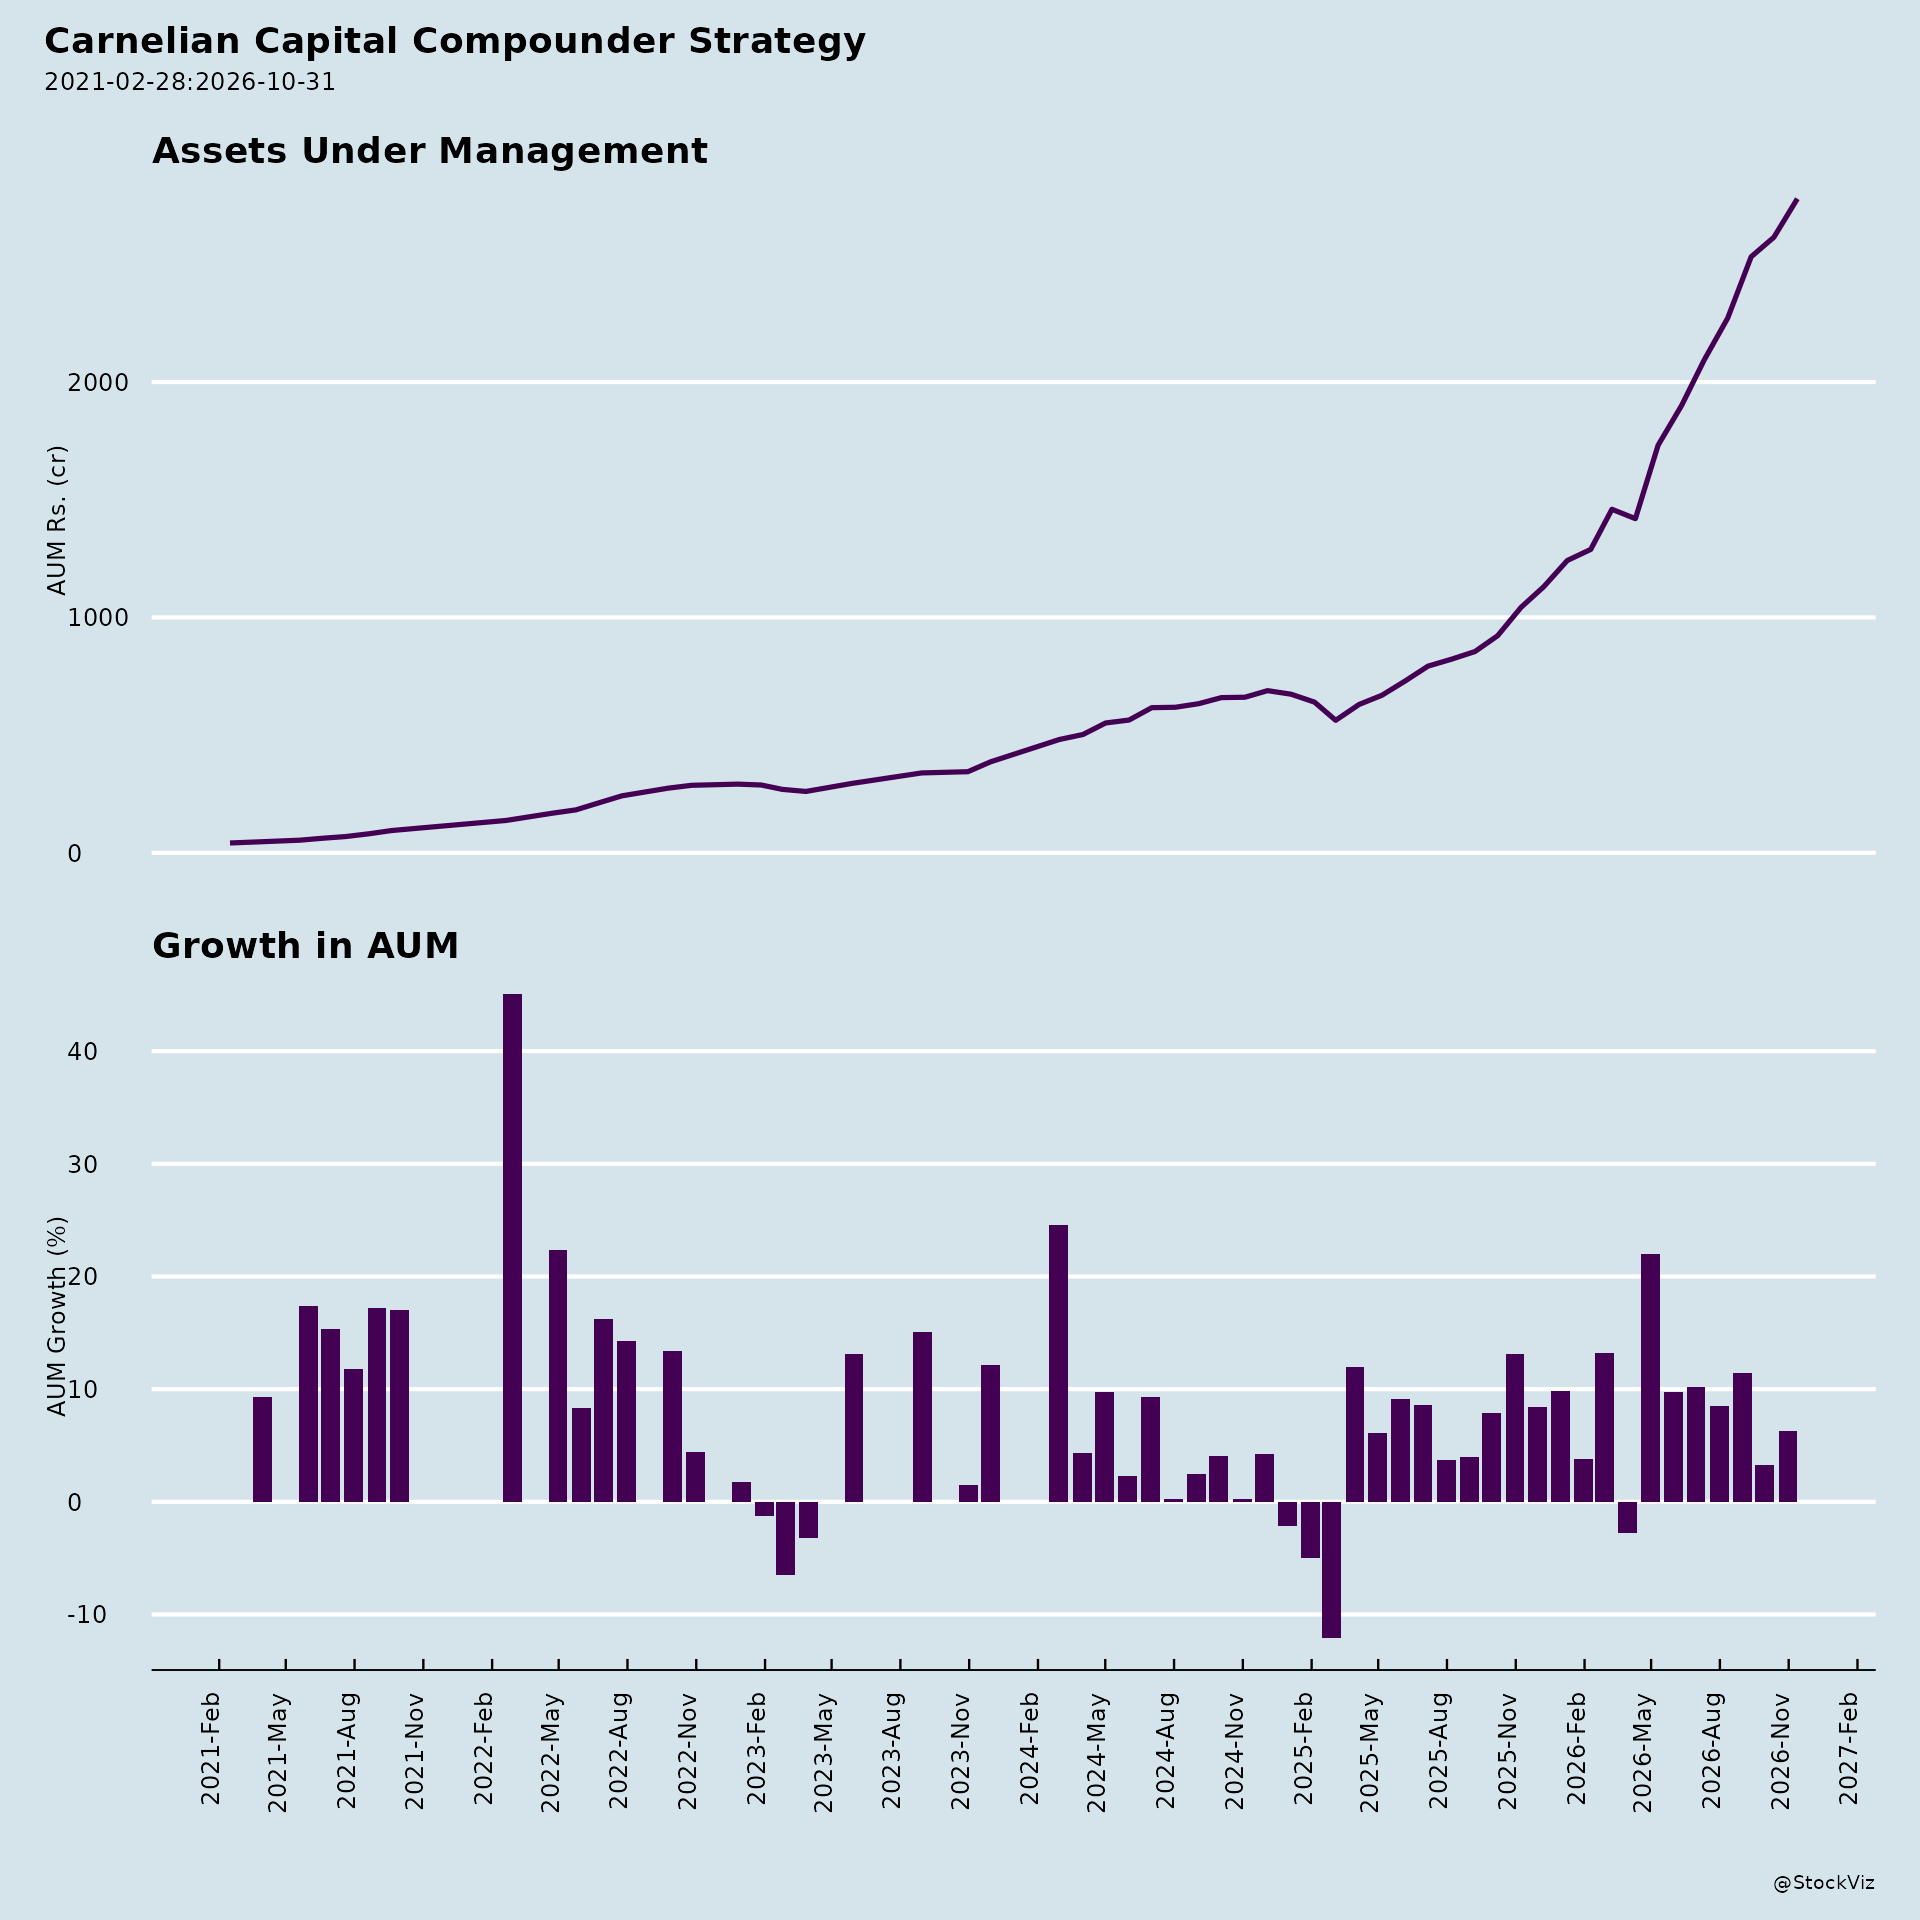 Carnelian Capital Compounder Strategy
2021-02-28:2026-10-31
Assets Under Management
AUM Rs. (cr)
2000
1000
0
Growth in AUM
AUM Growth (%)
40
30
20
10
0
-10
2021-Feb
2021-May
2021-Aug
2021-Nov
2022-Feb
2022-May
2022-Aug
2022-Nov
2023-Feb
2023-May
2023-Aug
2023-Nov
2024-Feb
2024-May
2024-Aug
2024-Nov
2025-Feb
2025-May
2025-Aug
2025-Nov
2026-Feb
2026-May
2026-Aug
2026-Nov
2027-Feb
@StockViz